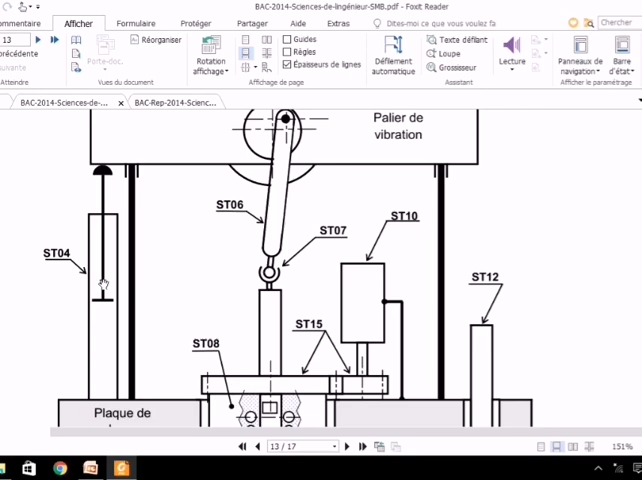 BAC-2014-Sciences-de-Iingénieur-SMB.pdf - Foxit Reader
ommentaire Afficher Formulaire Protéger Partager Aide Extras Dites-moi ce que vous voulez fa Chercher
13
Atteindre
Porte-doc.
Réorganiser
Vues du document
Rotation affichage
Guides
Règles
Épaisseurs de lignes
Affichage de page
Défilement automatique
Texte défilant
Loupe
Grossisseur
Assistant
Lecture
Panneaux de navigation
Barre d'état
Afficher le paramétrage
BAC-2014-Sciences-de-... BAC-Rep-2014-Scienc...
Palier de
vibration
ST06
ST07
ST10
ST04
ST12
ST15
ST08
Plaque de
13 / 17
151%